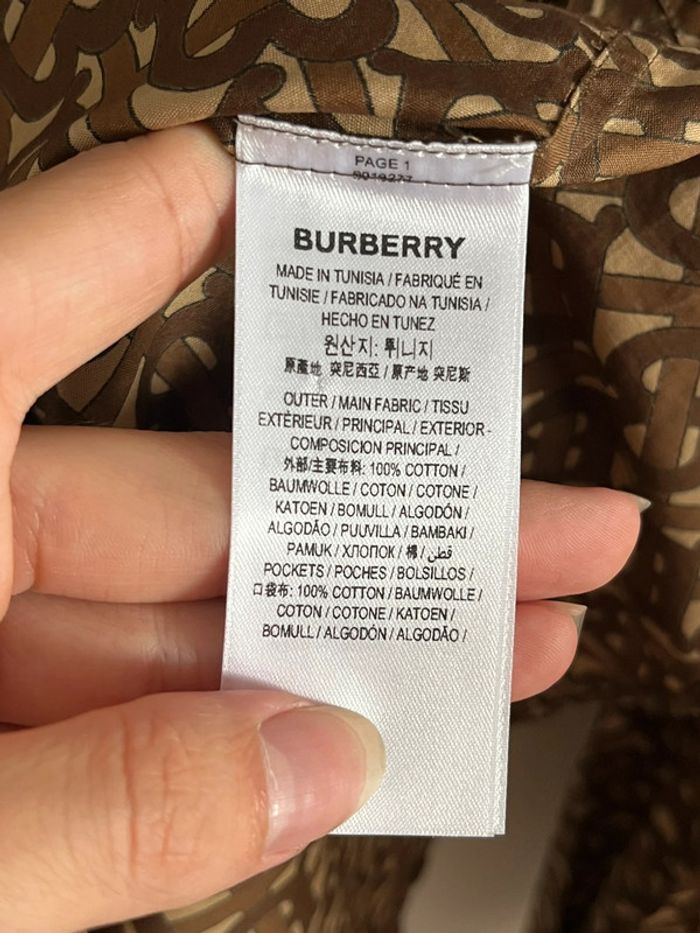 PAGE 1
BURBERRY
MADE IN TUNISIA / FABRIQUÉ EN
TUNISIE / FABRICADO NA TUNISIA /
HECHO EN TUNEZ
원산지: 튀니지
原產地 突尼西亞 / 原产地 突尼斯
OUTER / MAIN FABRIC / TISSU
EXTÉRIEUR / PRINCIPAL / EXTERIOR -
COMPOSICION PRINCIPAL /
外部/主要布料: 100% COTTON /
BAUMWOLLE / COTON / COTONE /
KATOEN / BOMULL / ALGODÓN /
ALGODÃO / PUUVILLA / BAMBAKI /
PAMUK / ХЛОПОК / 棉 / قطن /
POCKETS / POCHES / BOLSILLOS /
口袋布: 100% COTTON / BAUMWOLLE /
COTON / COTONE / KATOEN /
BOMULL / ALGODÓN / ALGODÃO /